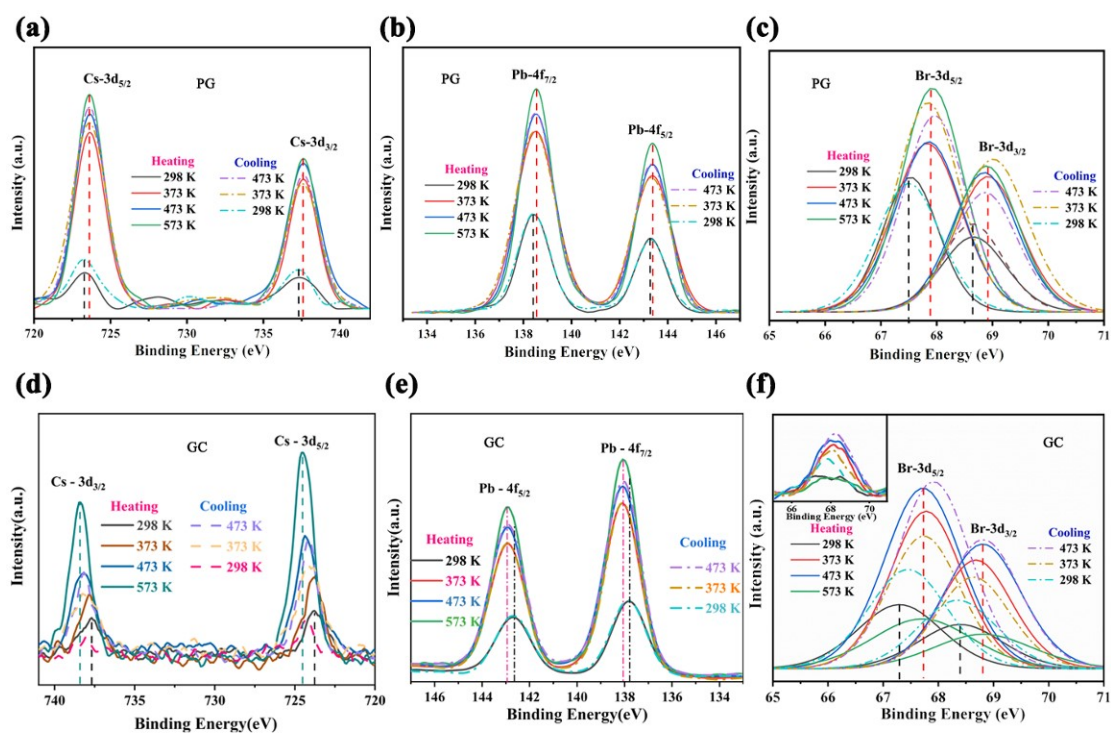 (a)
Cs-3d5/2
PG
Cs-3d3/2
Heating
298 K
373 K
473 K
573 K
Cooling
473 K
373 K
298 K
Intensity (a.u.)
720 725 730 735 740
Binding Energy (eV)
(b)
PG
Pb-4f7/2
Pb-4f5/2
Heating
298 K
373 K
473 K
573 K
Cooling
473 K
373 K
298 K
Intensity (a.u.)
134 136 138 140 142 144 146
Binding Energy (eV)
(c)
PG
Br-3d5/2
Br-3d3/2
Heating
298 K
373 K
473 K
573 K
Cooling
473 K
373 K
298 K
Intensity (a.u.)
65 66 67 68 69 70 71
Binding Energy (eV)
(d)
GC
Cs - 3d5/2
Cs - 3d3/2
Heating
298 K
373 K
473 K
573 K
Cooling
473 K
373 K
298 K
Intensity(a.u.)
740 735 730 725 720
Binding Energy(eV)
(e)
GC
Pb - 4f7/2
Pb - 4f5/2
Heating
298 K
373 K
473 K
573 K
Cooling
473 K
373 K
298 K
Intensity(a.u.)
146 144 142 140 138 136 134
Binding Energy(eV)
(f)
GC
66 68 70
Binding Energy (eV)
Br-3d5/2
Br-3d3/2
Heating
298 K
373 K
473 K
573 K
Cooling
473 K
373 K
298 K
Intensity(a.u.)
65 66 67 68 69 70 71
Binding Energy (eV)